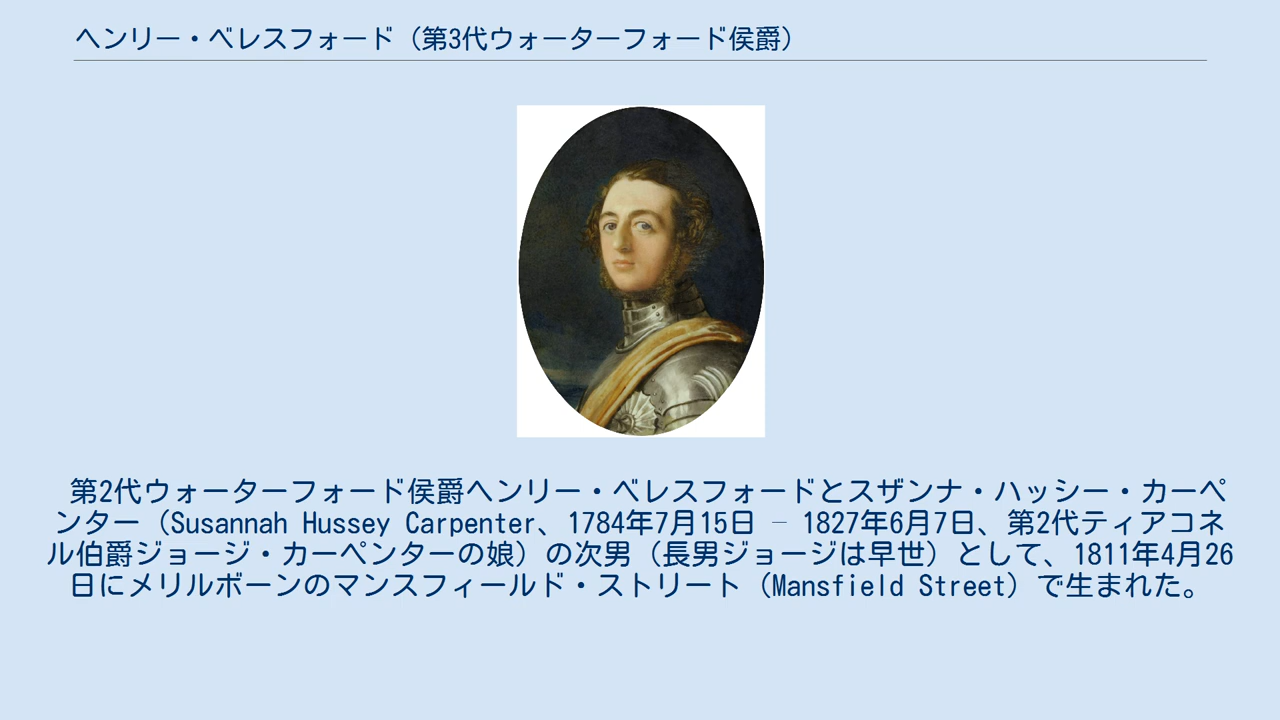 ヘンリー・ベレスフォード（第3代ウォーターフォード侯爵）
第2代ウォーターフォード侯爵ヘンリー・ベレスフォードとスザンナ・ハッシー・カーペ
ンター（Susannah Hussey Carpenter、1784年7月15日 – 1827年6月7日、第2代ティアコネ
ル伯爵ジョージ・カーペンターの娘）の次男（長男ジョージは早世）として、1811年4月26
日にメリルボーンのマンスフィールド・ストリート（Mansfield Street）で生まれた。